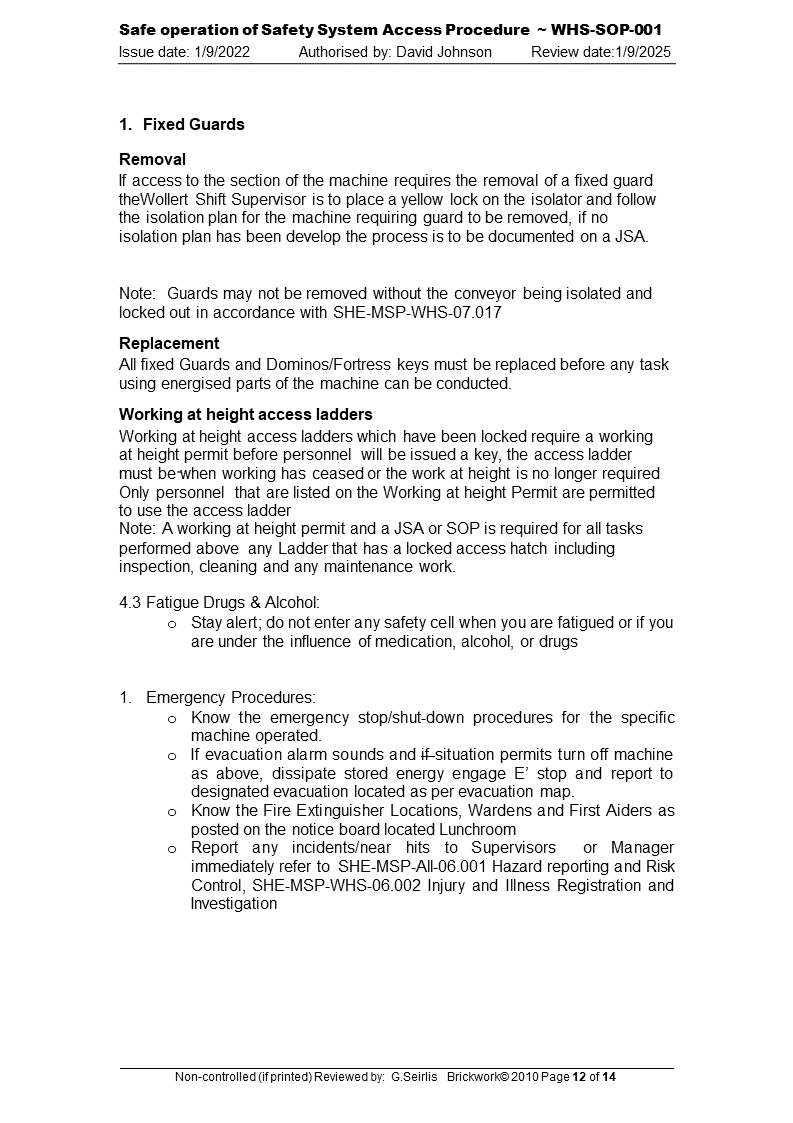 Safe operation of Safety System Access Procedure ~ WHS-SOP-001
Issue date: 1/9/2022 Authorised by: David Johnson Review date:1/9/2025
1. Fixed Guards
Removal
If access to the section of the machine requires the removal of a fixed guard
theWollert Shift Supervisor is to place a yellow lock on the isolator and follow
the isolation plan for the machine requiring guard to be removed, if no
isolation plan has been develop the process is to be documented on a JSA.
Note: Guards may not be removed without the conveyor being isolated and
locked out in accordance with SHE-MSP-WHS-07.017
Replacement
All fixed Guards and Dominos/Fortress keys must be replaced before any task
using energised parts of the machine can be conducted.
Working at height access ladders
Working at height access ladders which have been locked require a working
at height permit before personnel will be issued a key, the access ladder
must be when working has ceased or the work at height is no longer required
Only personnel that are listed on the Working at height Permit are permitted
to use the access ladder
Note: A working at height permit and a JSA or SOP is required for all tasks
performed above any Ladder that has a locked access hatch including
inspection, cleaning and any maintenance work.
4.3 Fatigue Drugs & Alcohol:
o Stay alert; do not enter any safety cell when you are fatigued or if you
are under the influence of medication, alcohol, or drugs
1. Emergency Procedures:
o Know the emergency stop/shut-down procedures for the specific
machine operated.
o If evacuation alarm sounds and if situation permits turn off machine
as above, dissipate stored energy engage E’ stop and report to
designated evacuation located as per evacuation map.
o Know the Fire Extinguisher Locations, Wardens and First Aiders as
posted on the notice board located Lunchroom
o Report any incidents/near hits to Supervisors or Manager
immediately refer to SHE-MSP-All-06.001 Hazard reporting and Risk
Control, SHE-MSP-WHS-06.002 Injury and Illness Registration and
Investigation
Non-controlled (if printed) Reviewed by: G.Seirlis Brickwork© 2010 Page 12 of 14